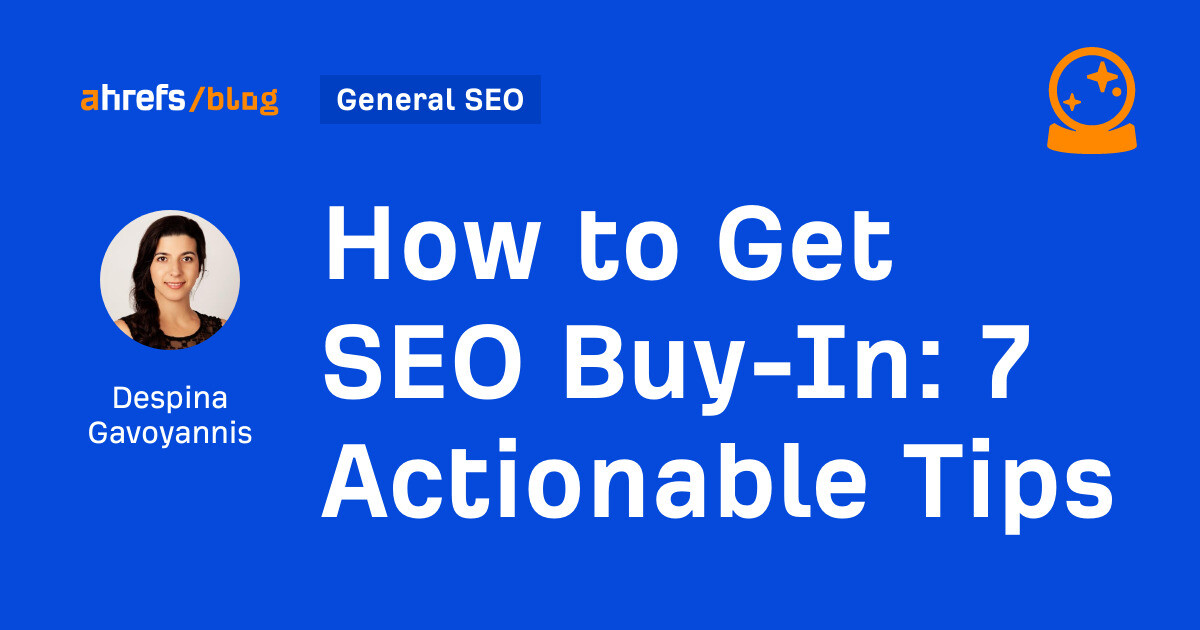 ahrefs/blog
General SEO
How to Get
SEO Buy-In: 7
Actionable Tips
Despina
Gavoyannis